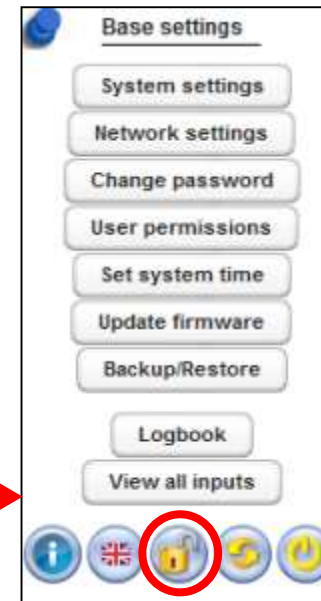 Base settings
System settings
Network settings
Change password
User permissions
Set system time
Update firmware
Backup/Restore
Logbook
View all inputs